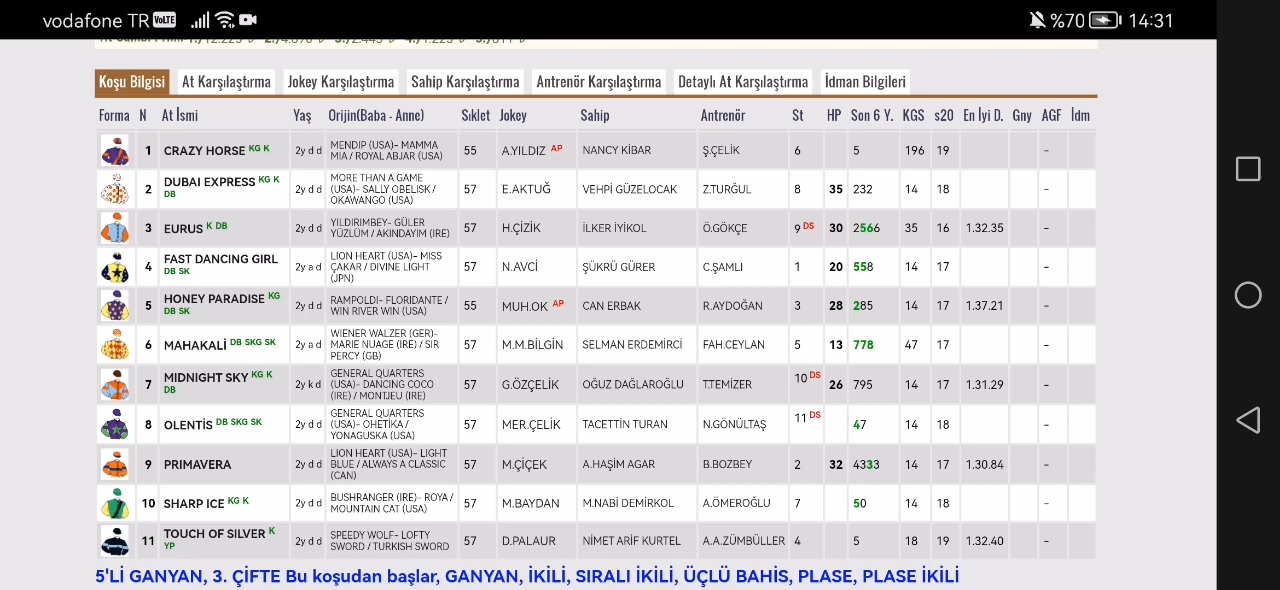 vodafone TR VoLTE %70 14:31
Koşu Bilgisi At Karşılaştırma Jokey Karşılaştırma Sahip Karşılaştırma Antrenör Karşılaştırma Detaylı At Karşılaştırma İdman Bilgileri
Forma N At İsmi Yaş Orijin(Baba - Anne) Sıklet Jokey Sahip Antrenör St HP Son 6 Y. KGS s20 En İyi D. Gny AGF İdm
1 CRAZY HORSE KG K 2y d d MENDIP (USA)- MAMMA MIA / ROYAL ABJAR (USA) 55 A.YILDIZ AP NANCY KİBAR Ş.ÇELİK 6 5 196 19 -
2 DUBAI EXPRESS KG K DB 2y d d MORE THAN A GAME (USA)- SALLY OBELISK / OKAWANGO (USA) 57 E.AKTUĞ VEHPİ GÜZELOCAK Z.TURĞUL 8 35 232 14 18 -
3 EURUS K DB 2y d d YILDIRIMBEY- GÜLER YÜZLÜM / AKINDAYIM (IRE) 57 H.ÇİZİK İLKER İYİKOL Ö.GÖKÇE 9 DS 30 2566 35 16 1.32.35 -
4 FAST DANCING GIRL DB SK 2y a d LION HEART (USA)- MISS ÇAKAR / DIVINE LIGHT (JPN) 57 N.AVCİ ŞÜKRÜ GÜRER C.ŞAMLI 1 20 558 14 17 -
5 HONEY PARADISE KG DB SK 2y d d RAMPOLDI- FLORIDANTE / WIN RIVER WIN (USA) 55 MUH.OK AP CAN ERBAK R.AYDOĞAN 3 28 285 14 17 1.37.21 -
6 MAHAKALİ DB SKG SK 2y a d WIENER WALZER (GER)- MARIE NUAGE (IRE) / SIR PERCY (GB) 57 M.M.BİLGİN SELMAN ERDEMİRCİ FAH.CEYLAN 5 13 778 47 17 -
7 MIDNIGHT SKY KG K DB 2y k d GENERAL QUARTERS (USA)- DANCING COCO (IRE) / MONTJEU (IRE) 57 G.ÖZÇELİK OĞUZ DAĞLAROĞLU T.TEMİZER 10 DS 26 795 14 17 1.31.29 -
8 OLENTİS DB SKG SK 2y d d GENERAL QUARTERS (USA)- OHETİKA / YONAGUSKA (USA) 57 MER.ÇELİK TACETTİN TURAN N.GÖNÜLTAŞ 11 DS 47 14 18 -
9 PRIMAVERA 2y d d LION HEART (USA)- LIGHT BLUE / ALWAYS A CLASSIC (CAN) 57 M.ÇİÇEK A.HAŞİM AGAR B.BOZBEY 2 32 4333 14 17 1.30.84 -
10 SHARP ICE KG K 2y d d BUSHRANGER (IRE)- ROYA / MOUNTAIN CAT (USA) 57 M.BAYDAN M.NABİ DEMİRKOL A.ÖMEROĞLU 7 50 14 18 -
11 TOUCH OF SILVER K YP 2y d d SPEEDY WOLF- LOFTY SWORD / TURKISH SWORD 57 D.PALAUR NİMET ARİF KURTEL A.A.ZÜMBÜLLER 4 5 18 19 1.32.40 -
5'Lİ GANYAN, 3. ÇİFTE Bu koşudan başlar, GANYAN, İKİLİ, SIRALI İKİLİ, ÜÇLÜ BAHİS, PLASE, PLASE İKİLİ